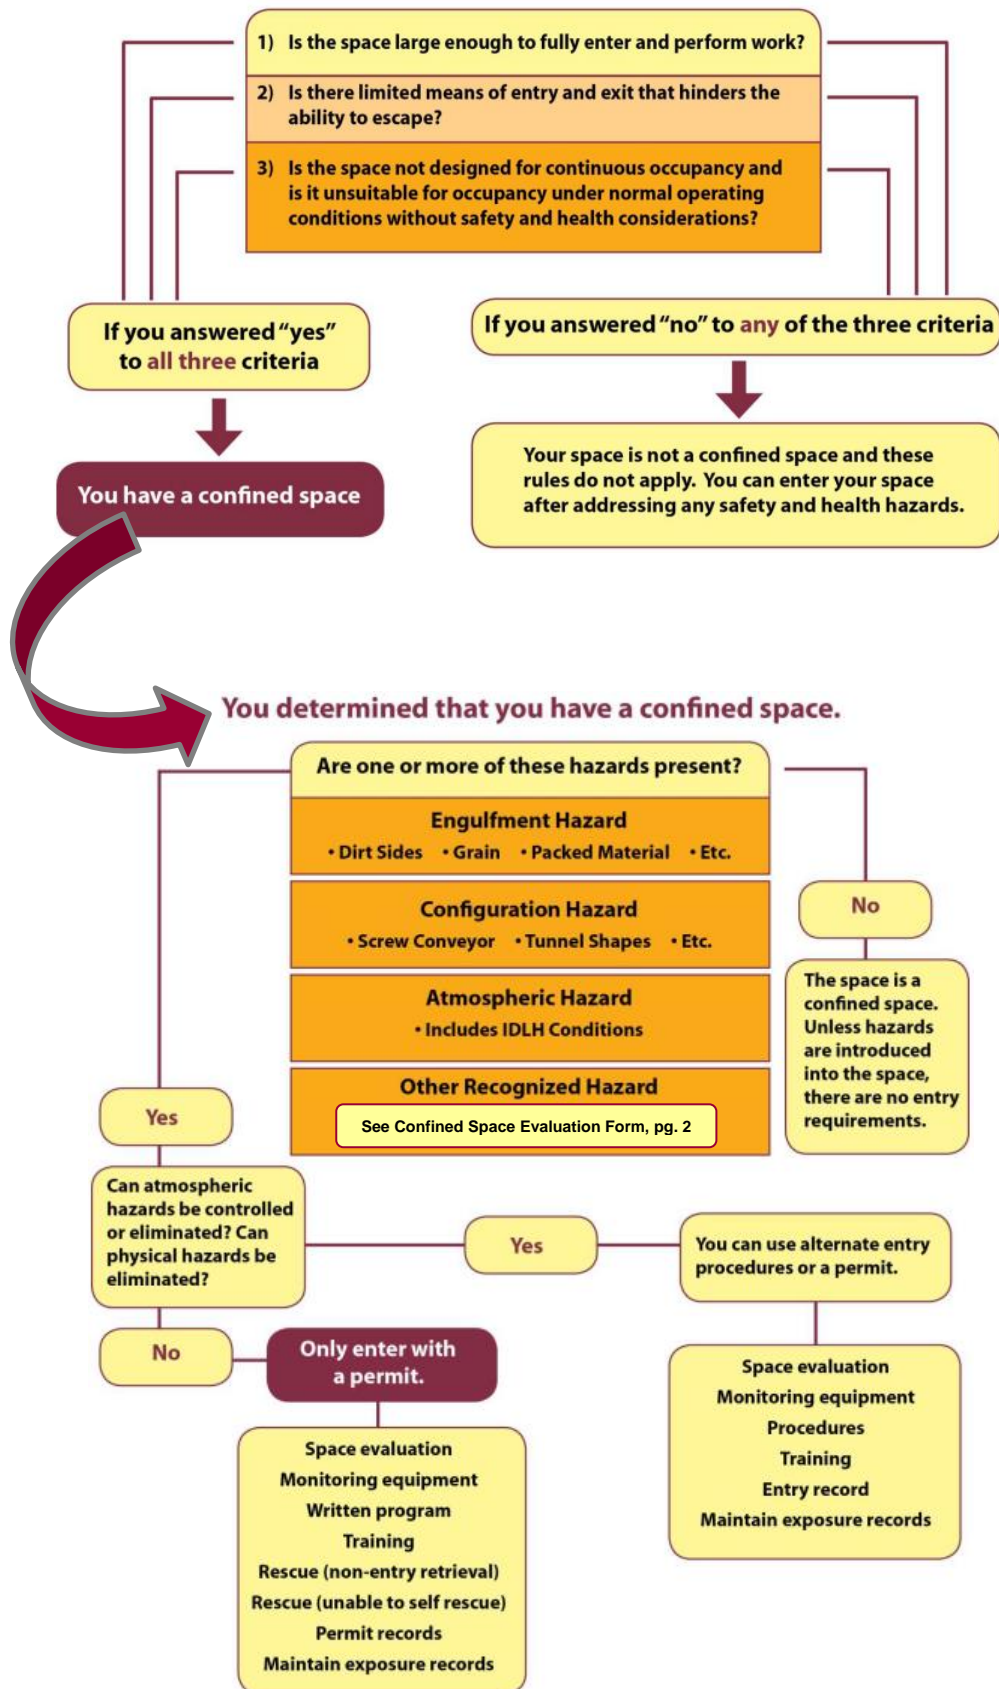 1) Is the space large enough to fully enter and perform work?
2) Is there limited means of entry and exit that hinders the
ability to escape?
3) Is the space not designed for continuous occupancy and
is it unsuitable for occupancy under normal operating
conditions without safety and health considerations?
If you answered “yes”
to all three criteria
If you answered “no” to any of the three criteria
You have a confined space
Your space is not a confined space and these
rules do not apply. You can enter your space
after addressing any safety and health hazards.
You determined that you have a confined space.
Are one or more of these hazards present?
Engulfment Hazard
• Dirt Sides • Grain • Packed Material • Etc.
Configuration Hazard
• Screw Conveyor • Tunnel Shapes • Etc.
Atmospheric Hazard
• Includes IDLH Conditions
Other Recognized Hazard
See Confined Space Evaluation Form, pg. 2
No
The space is a
confined space.
Unless hazards
are introduced
into the space,
there are no entry
requirements.
Yes
Can atmospheric
hazards be controlled
or eliminated? Can
physical hazards be
eliminated?
Yes
You can use alternate entry
procedures or a permit.
Space evaluation
Monitoring equipment
Procedures
Training
Entry record
Maintain exposure records
No
Only enter with
a permit.
Space evaluation
Monitoring equipment
Written program
Training
Rescue (non-entry retrieval)
Rescue (unable to self rescue)
Permit records
Maintain exposure records